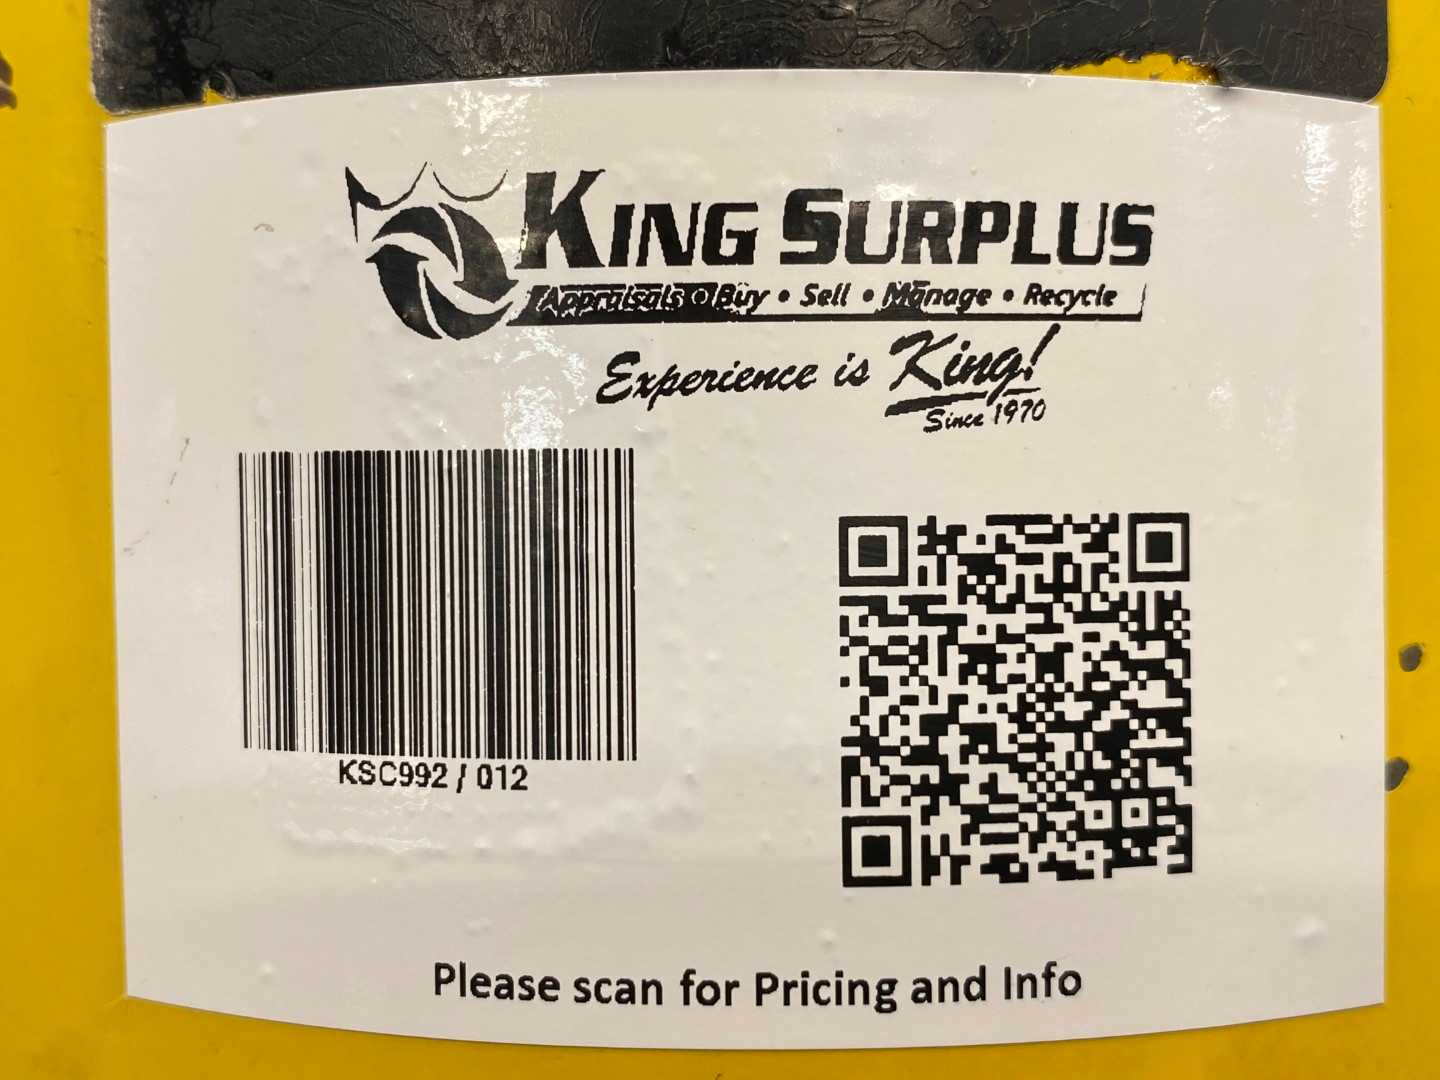 KING SURPLUS
Appraisals • Buy • Sell • Manage • Recycle
Experience is King!
Since 1970
KSC992 / 012
Please scan for Pricing and Info